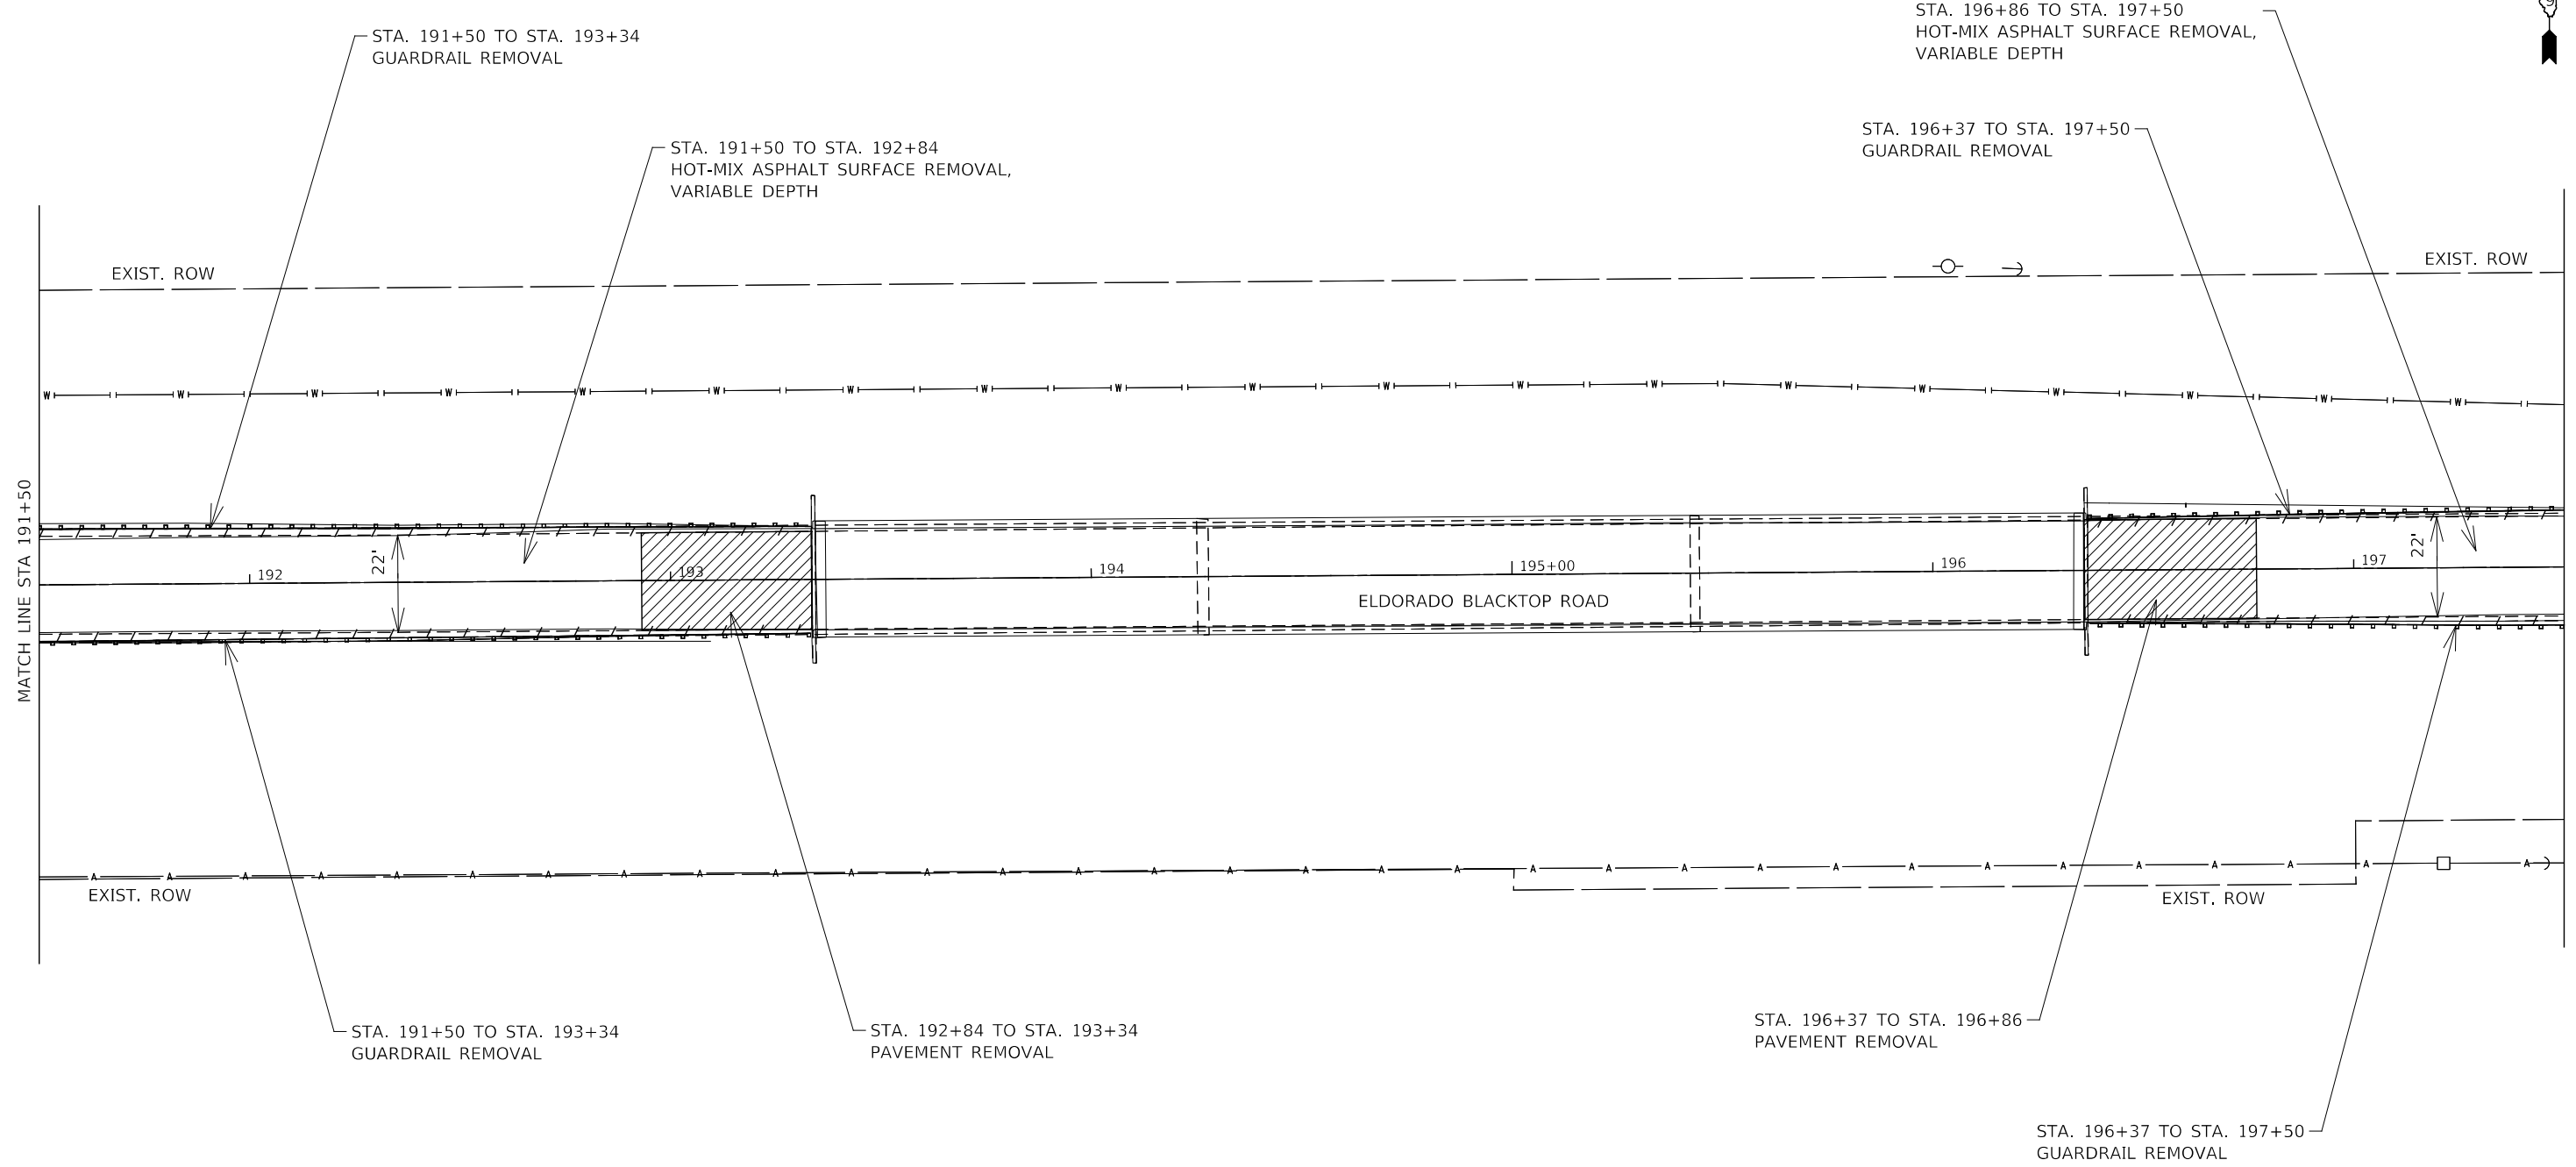 STA. 196+86 TO STA. 197+50
HOT-MIX ASPHALT SURFACE REMOVAL,
VARIABLE DEPTH
STA. 191+50 TO STA. 193+34
GUARDRAIL REMOVAL
STA. 196+37 TO STA. 197+50
GUARDRAIL REMOVAL
STA. 191+50 TO STA. 192+84
HOT-MIX ASPHALT SURFACE REMOVAL,
VARIABLE DEPTH
EXIST. ROW
EXIST. ROW
W W W W W W W W W W W W W W W W W W W
MATCH LINE STA 191+50
22'
22'
192
193
194
195+00
196
197
ELDORADO BLACKTOP ROAD
A A A A A A A A A A A A A A A A A A A A A A A A A A A A A A A A A
EXIST. ROW
EXIST. ROW
STA. 191+50 TO STA. 193+34
GUARDRAIL REMOVAL
STA. 192+84 TO STA. 193+34
PAVEMENT REMOVAL
STA. 196+37 TO STA. 196+86
PAVEMENT REMOVAL
STA. 196+37 TO STA. 197+50
GUARDRAIL REMOVAL